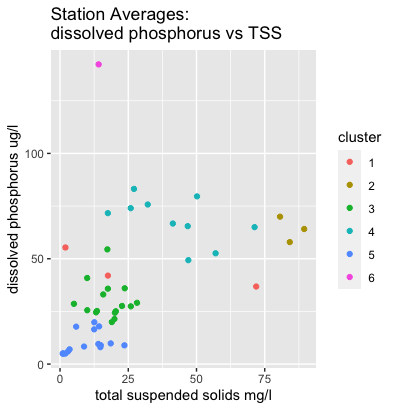 Station Averages:
dissolved phosphorus vs TSS
dissolved phosphorus ug/l
100
50
0
0
25
50
75
total suspended solids mg/l
cluster
1
2
3
4
5
6